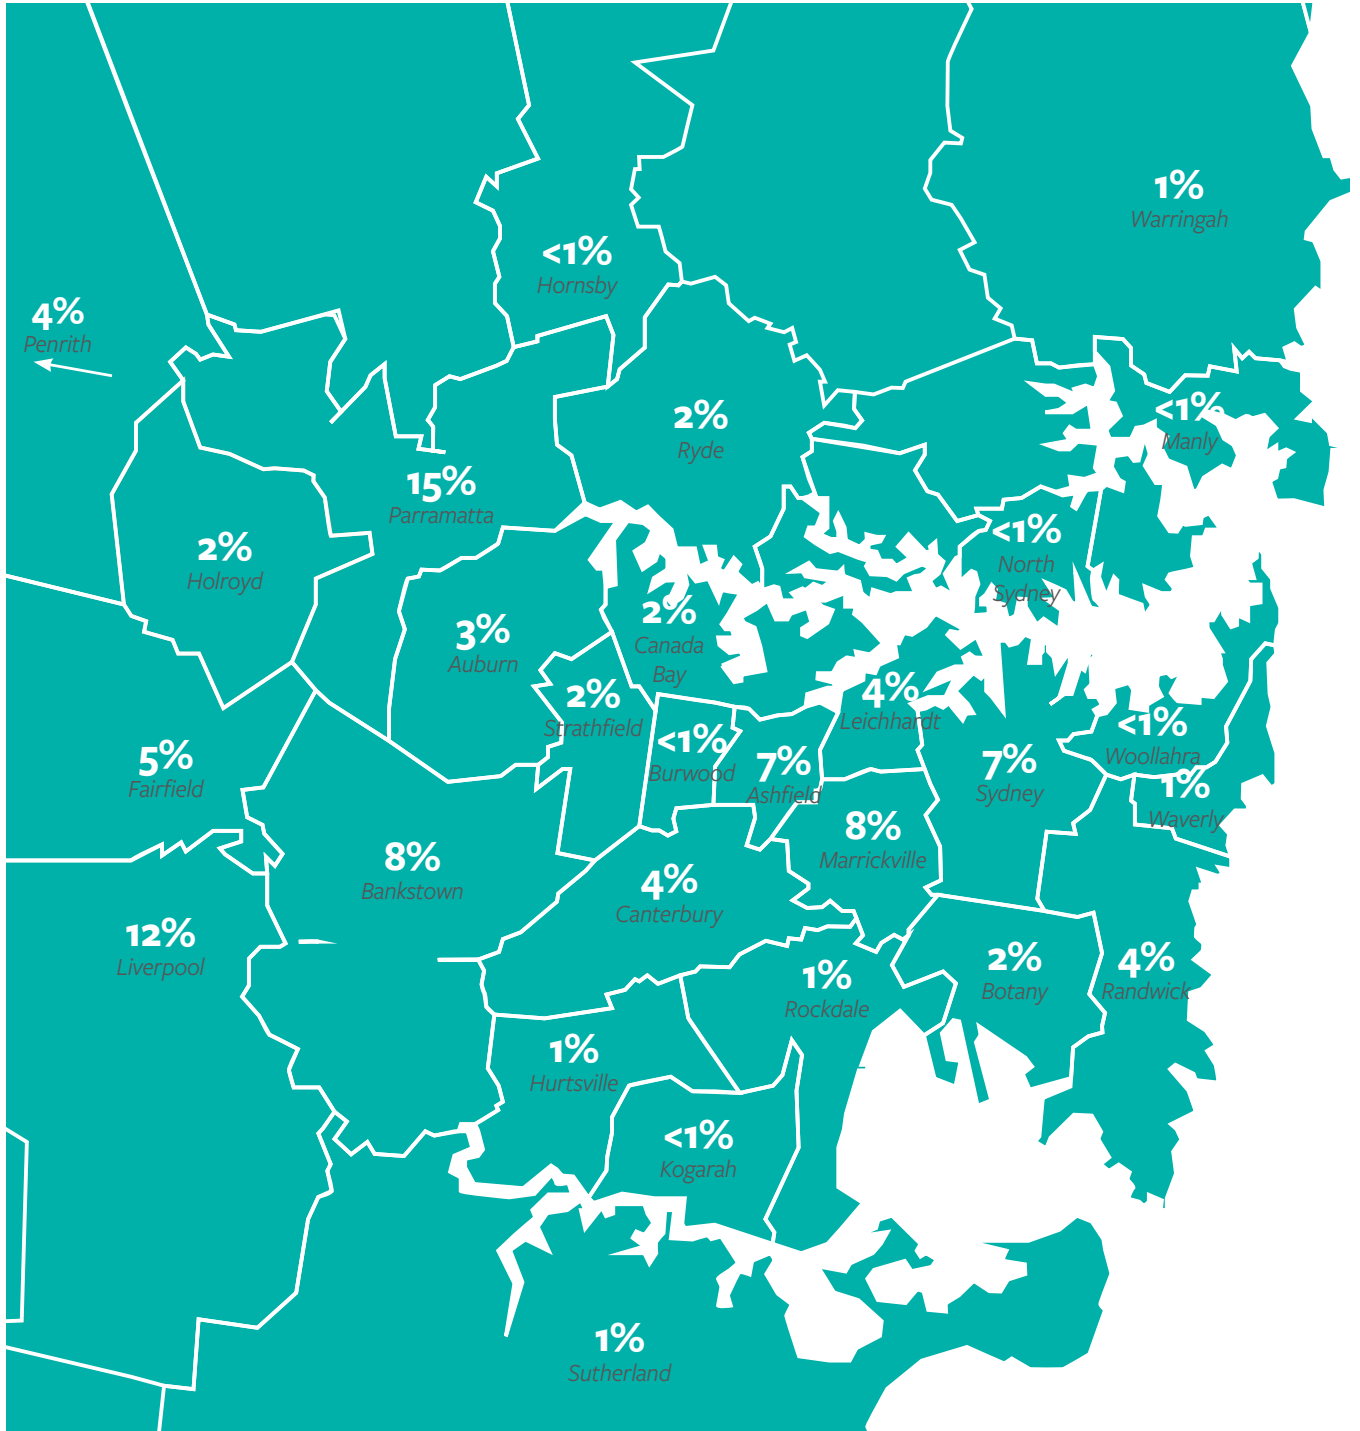 1%
Warringah
<1%
Hornsby
4%
Penrith
2%
Ryde
<1%
Manly
15%
Parramatta
2%
Holroyd
<1%
North
Sydney
3%
Auburn
2%
Canada
Bay
2%
Strathfield
4%
Leichhardt
<1%
Woollahra
<1%
Burwood
7%
Ashfield
7%
Sydney
5%
Fairfield
1%
Waverly
8%
Marrickville
8%
Bankstown
4%
Canterbury
12%
Liverpool
1%
Rockdale
2%
Botany
4%
Randwick
1%
Hurtsville
<1%
Kogarah
1%
Sutherland